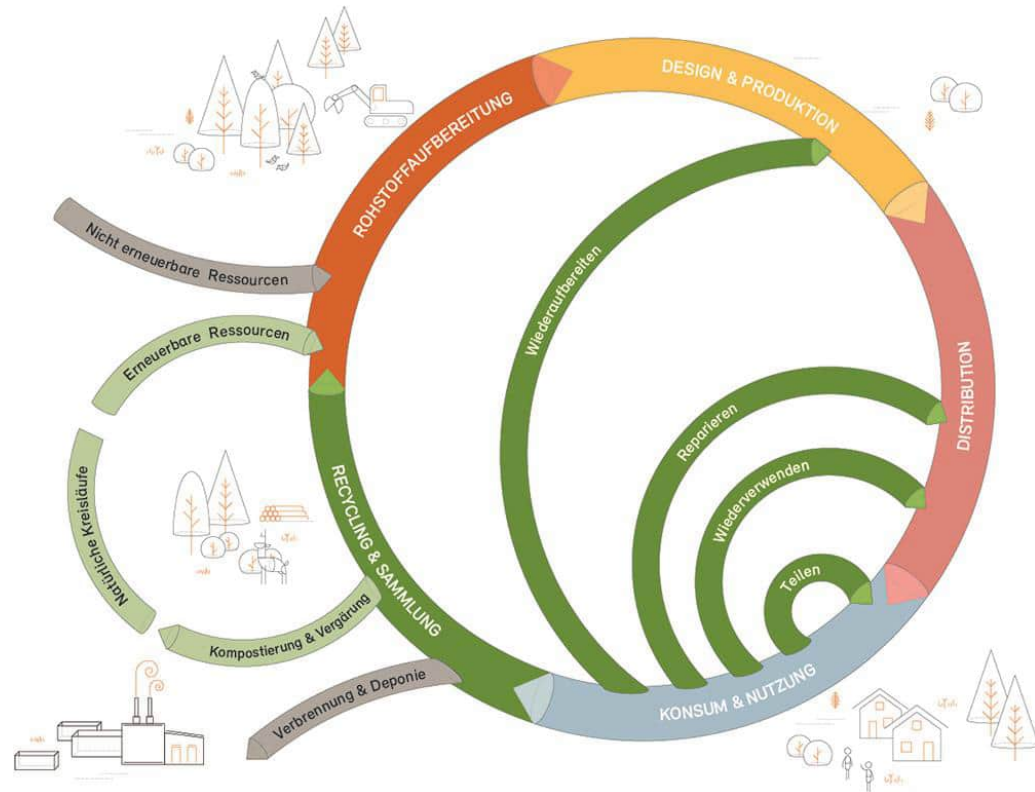 DESIGN & PRODUKTION
ROHSTOFFAUFBEREITUNG
Nicht erneuerbare Ressourcen
Wiederaufbereiten
Erneuerbare Ressourcen
DISTRIBUTION
Reparieren
Wiederverwenden
RECYCLING & SAMMLUNG
Natürliche Kreisläufe
Teilen
Kompostierung & Vergärung
KONSUM & NUTZUNG
Verbrennung & Deponie